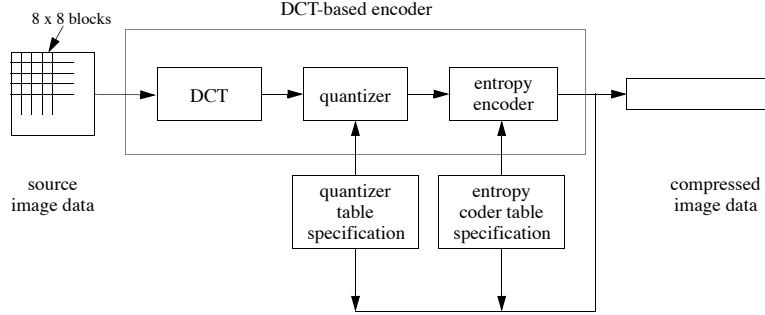 DCT-based encoder
8 x 8 blocks
DCT
quantizer
entropy
encoder
source
image data
quantizer
table
specification
entropy
coder table
specification
compressed
image data